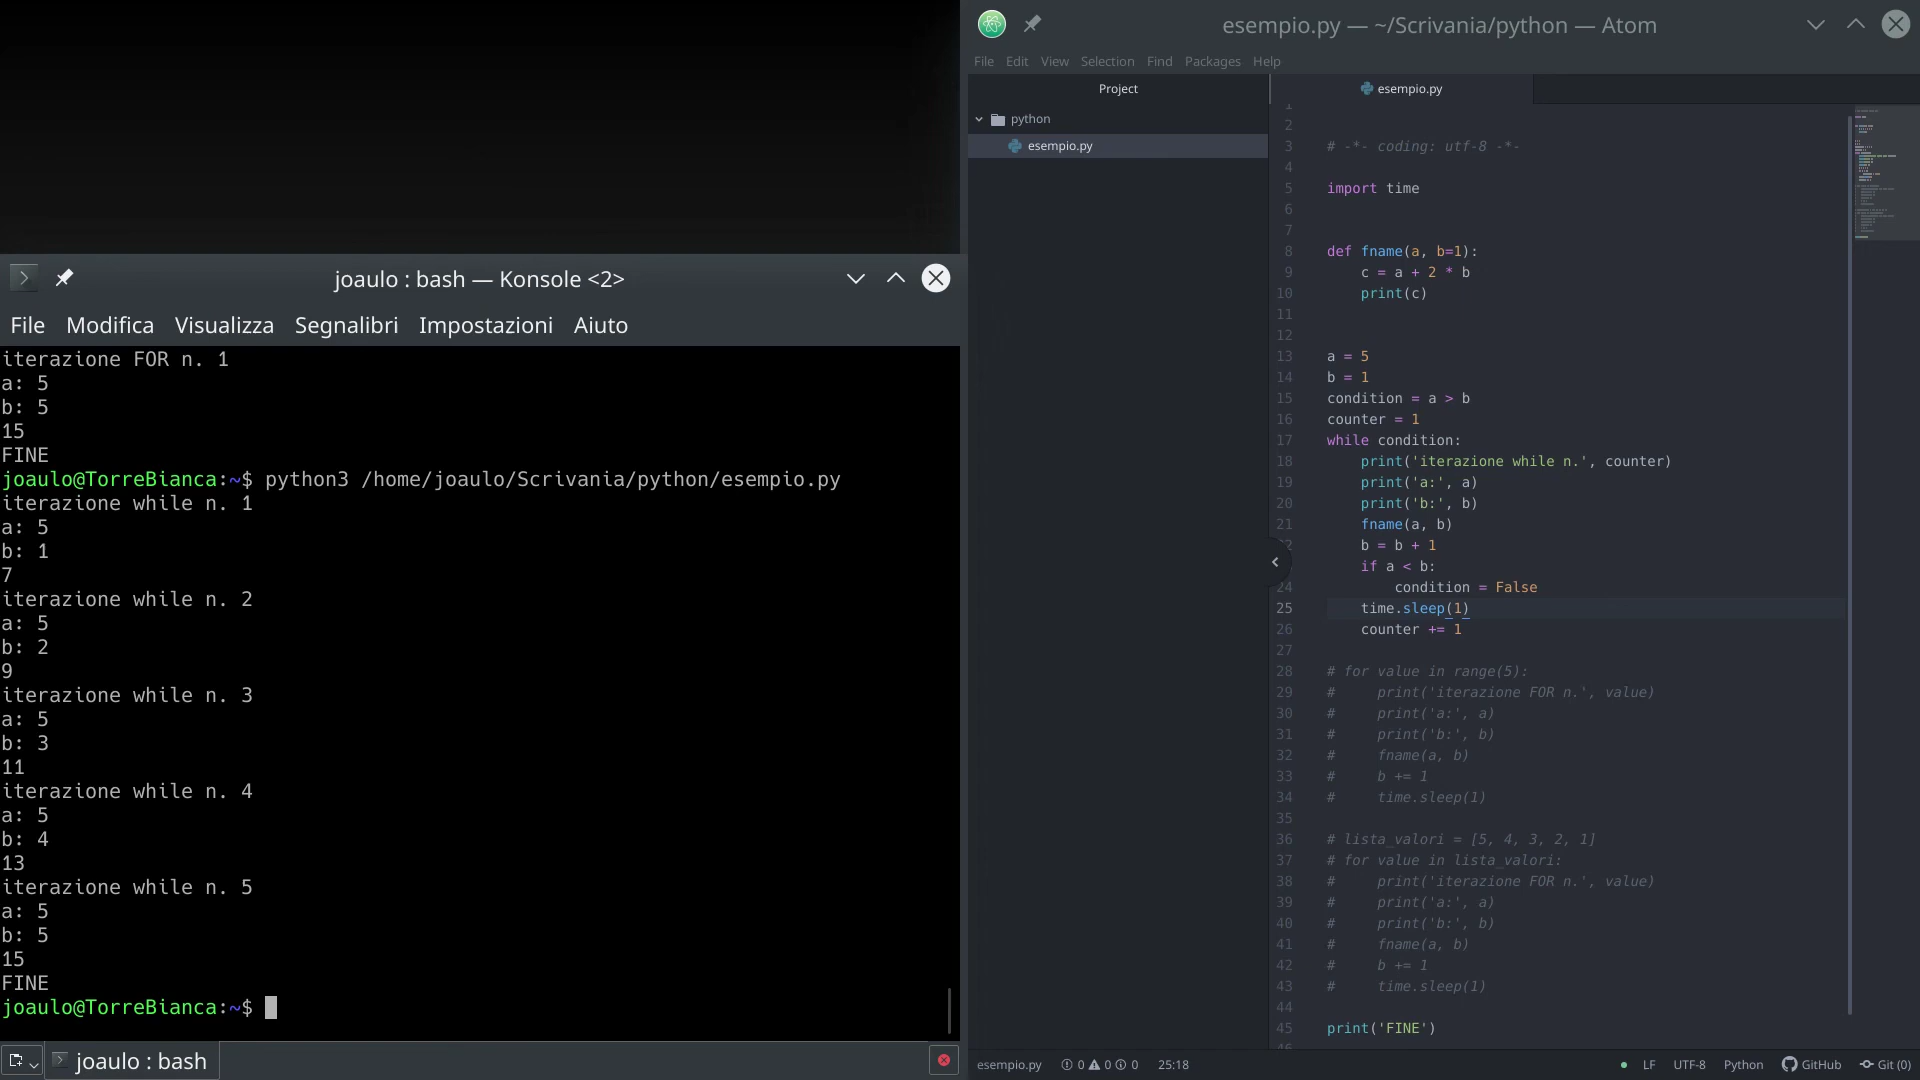 joaulo : bash — Konsole <2>
File Modifica Visualizza Segnalibri Impostazioni Aiuto
iterazione FOR n. 1
a: 5
b: 5
15
FINE
joaulo@TorreBianca:~$ python3 /home/joaulo/Scrivania/python/esempio.py
iterazione while n. 1
a: 5
b: 1
7
iterazione while n. 2
a: 5
b: 2
9
iterazione while n. 3
a: 5
b: 3
11
iterazione while n. 4
a: 5
b: 4
13
iterazione while n. 5
a: 5
b: 5
15
FINE
joaulo@TorreBianca:~$
joaulo : bash
esempio.py — ~/Scrivania/python — Atom
File Edit View Selection Find Packages Help
Project
python
esempio.py
esempio.py
1
2
3 # -*- coding: utf-8 -*-
4
5 import time
6
7
8 def fname(a, b=1):
9     c = a + 2 * b
10     print(c)
11
12
13 a = 5
14 b = 1
15 condition = a > b
16 counter = 1
17 while condition:
18     print('iterazione while n.', counter)
19     print('a:', a)
20     print('b:', b)
21     fname(a, b)
    b = b + 1
    if a < b:
24         condition = False
25     time.sleep(1)
26     counter += 1
27
28 # for value in range(5):
29 #     print('iterazione FOR n.', value)
30 #     print('a:', a)
31 #     print('b:', b)
32 #     fname(a, b)
33 #     b += 1
34 #     time.sleep(1)
35
36 # lista_valori = [5, 4, 3, 2, 1]
37 # for value in lista_valori:
38 #     print('iterazione FOR n.', value)
39 #     print('a:', a)
40 #     print('b:', b)
41 #     fname(a, b)
42 #     b += 1
43 #     time.sleep(1)
44
45 print('FINE')
esempio.py 0 0 0 25:18 LF UTF-8 Python GitHub Git (0)